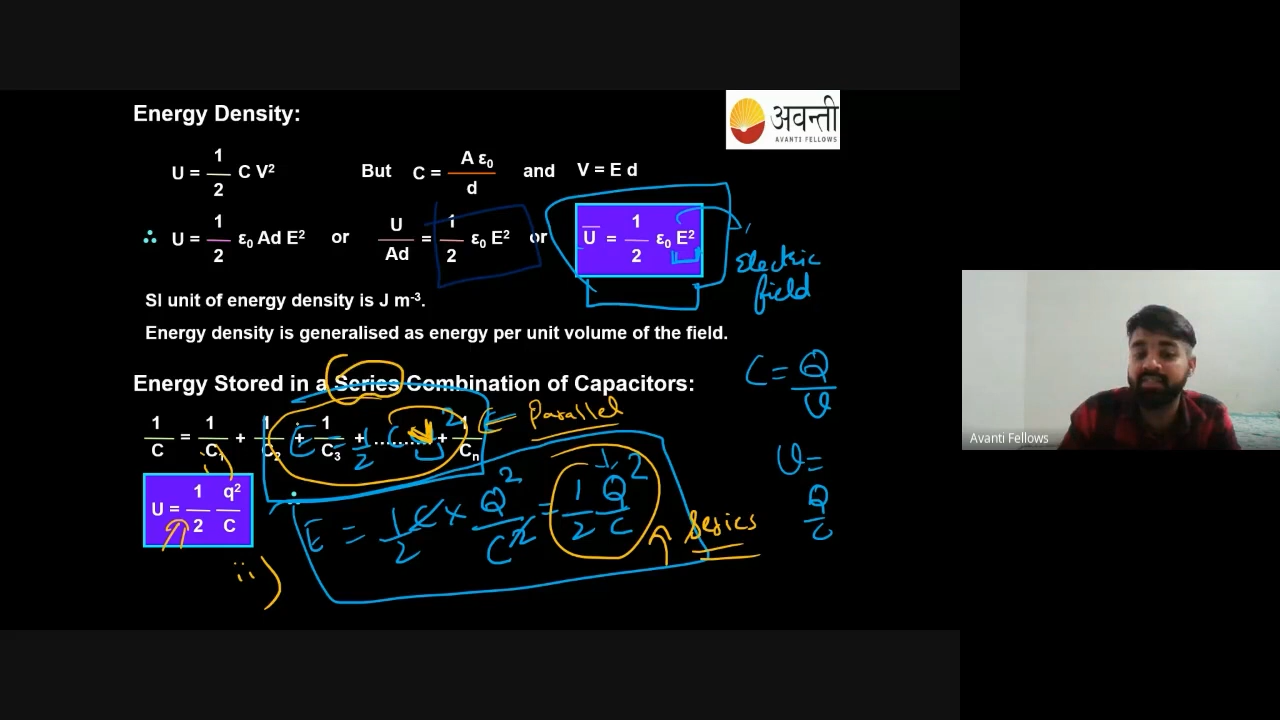 Energy Density:
अवन्ती
AVANTI FELLOWS
U = 1/2 C V² But C = A ε₀/d and V = E d
∴ U = 1/2 ε₀ Ad E² or U/Ad = 1/2 ε₀ E² or U̅ = 1/2 ε₀ E²
Electric
field
SI unit of energy density is J m⁻³.
Energy density is generalised as energy per unit volume of the field.
Energy Stored in a Series Combination of Capacitors:
C = Q/V
1/C = 1/C₁ + 1/C₂ + 1/C₃ + ……….. + 1/Cₙ
E = 1/2 C V² ← Parallel
V =
Q/C
i)
∴
U = 1/2 q²/C
E = 1/2 C × Q²/C² = 1/2 Q²/C
Series
ii)
Avanti Fellows